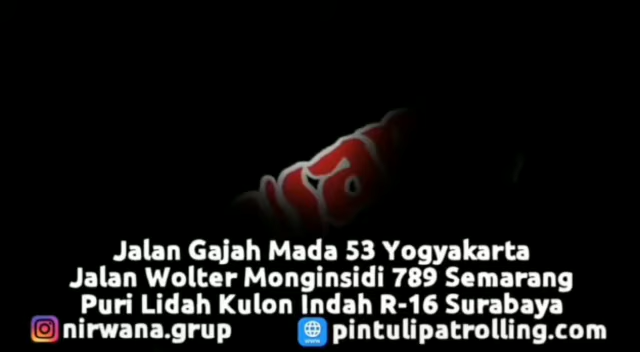 Jalan Gajah Mada 53 Yogyakarta
Jalan Wolter Monginsidi 789 Semarang
Puri Lidah Kulon Indah R-16 Surabaya
nirwana.grup pintulipatrolling.com